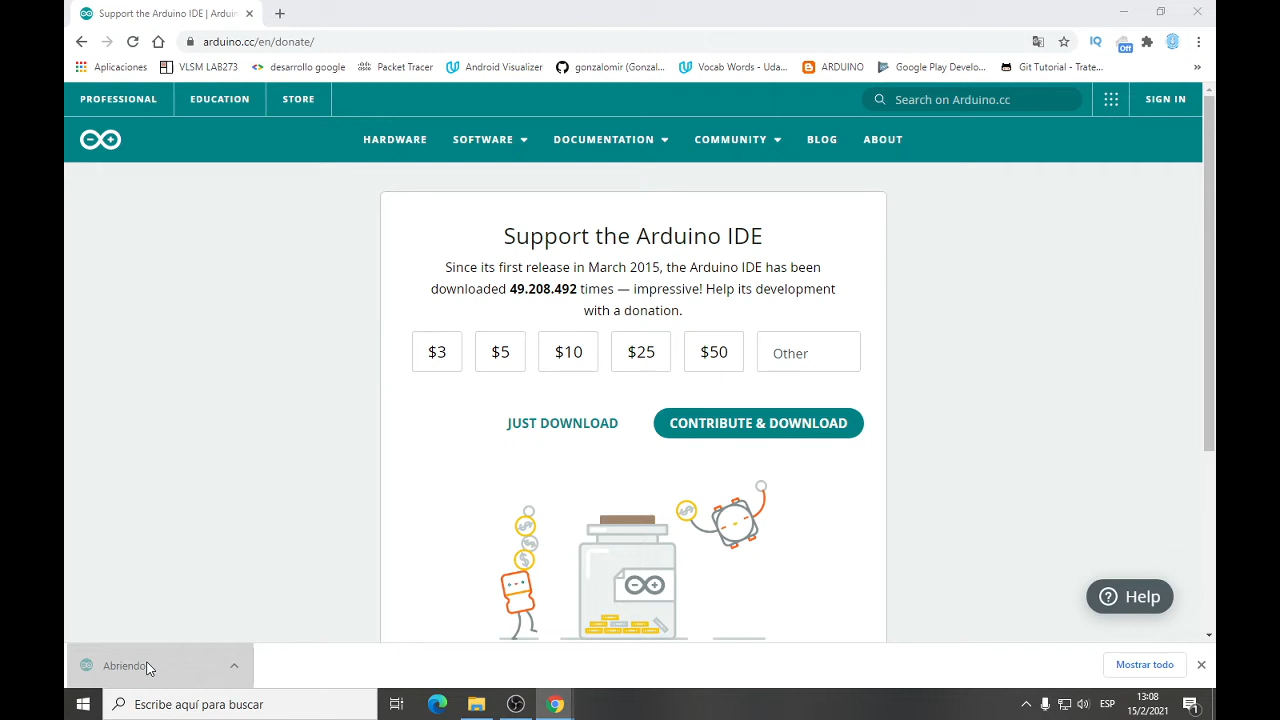 Support the Arduino IDE | Arduin
arduino.cc/en/donate/
Aplicaciones VLSM LAB273 desarrollo google Packet Tracer Android Visualizer gonzalomir (Gonzal... Vocab Words - Uda... ARDUINO Google Play Develo... Git Tutorial - Trate... »
IQ
Off
PROFESSIONAL EDUCATION STORE Search on Arduino.cc SIGN IN
HARDWARE SOFTWARE DOCUMENTATION COMMUNITY BLOG ABOUT
Support the Arduino IDE
Since its first release in March 2015, the Arduino IDE has been
downloaded 49.208.492 times — impressive! Help its development
with a donation.
$3 $5 $10 $25 $50 Other
JUST DOWNLOAD CONTRIBUTE & DOWNLOAD
Help
Abriendo
Mostrar todo
Escribe aquí para buscar
ESP
13:08
15/2/2021
1